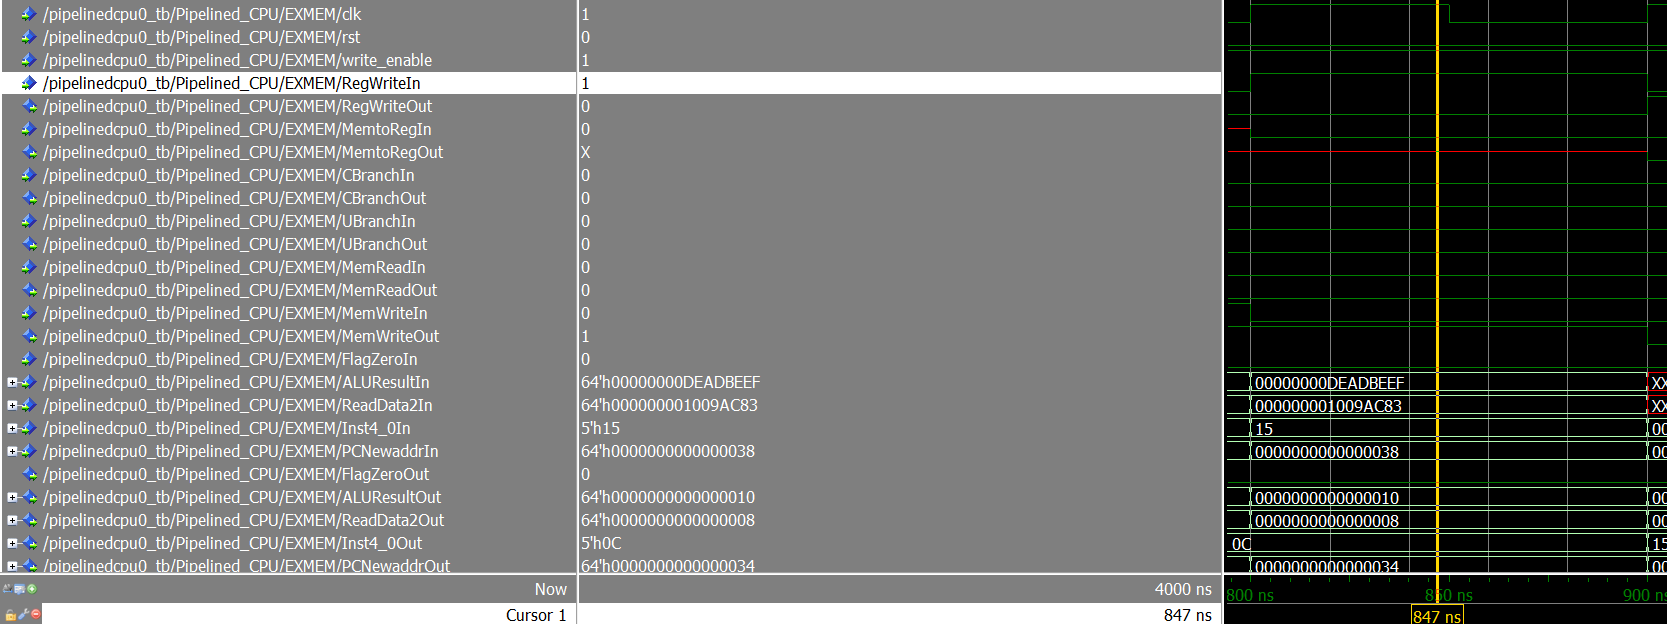 /pipelinedcpu0_tb/Pipelined_CPU/EXMEM/clk 1
/pipelinedcpu0_tb/Pipelined_CPU/EXMEM/rst 0
/pipelinedcpu0_tb/Pipelined_CPU/EXMEM/write_enable 1
/pipelinedcpu0_tb/Pipelined_CPU/EXMEM/RegWriteIn 1
/pipelinedcpu0_tb/Pipelined_CPU/EXMEM/RegWriteOut 0
/pipelinedcpu0_tb/Pipelined_CPU/EXMEM/MemtoRegIn 0
/pipelinedcpu0_tb/Pipelined_CPU/EXMEM/MemtoRegOut X
/pipelinedcpu0_tb/Pipelined_CPU/EXMEM/CBranchIn 0
/pipelinedcpu0_tb/Pipelined_CPU/EXMEM/CBranchOut 0
/pipelinedcpu0_tb/Pipelined_CPU/EXMEM/UBranchIn 0
/pipelinedcpu0_tb/Pipelined_CPU/EXMEM/UBranchOut 0
/pipelinedcpu0_tb/Pipelined_CPU/EXMEM/MemReadIn 0
/pipelinedcpu0_tb/Pipelined_CPU/EXMEM/MemReadOut 0
/pipelinedcpu0_tb/Pipelined_CPU/EXMEM/MemWriteIn 0
/pipelinedcpu0_tb/Pipelined_CPU/EXMEM/MemWriteOut 1
/pipelinedcpu0_tb/Pipelined_CPU/EXMEM/FlagZeroIn 0
/pipelinedcpu0_tb/Pipelined_CPU/EXMEM/ALUResultIn 64'h00000000DEADBEEF 00000000DEADBEEF XX
/pipelinedcpu0_tb/Pipelined_CPU/EXMEM/ReadData2In 64'h000000001009AC83 000000001009AC83 XX
/pipelinedcpu0_tb/Pipelined_CPU/EXMEM/Inst4_0In 5'h15 15 00
/pipelinedcpu0_tb/Pipelined_CPU/EXMEM/PCNewaddrIn 64'h0000000000000038 0000000000000038 00
/pipelinedcpu0_tb/Pipelined_CPU/EXMEM/FlagZeroOut 0
/pipelinedcpu0_tb/Pipelined_CPU/EXMEM/ALUResultOut 64'h0000000000000010 0000000000000010 00
/pipelinedcpu0_tb/Pipelined_CPU/EXMEM/ReadData2Out 64'h0000000000000008 0000000000000008 00
/pipelinedcpu0_tb/Pipelined_CPU/EXMEM/Inst4_0Out 5'h0C 0C 15
/pipelinedcpu0_tb/Pipelined_CPU/EXMEM/PCNewaddrOut 64'h0000000000000034 0000000000000034 00
Now 4000 ns 800 ns 850 ns 900 ns
Cursor 1 847 ns 847 ns